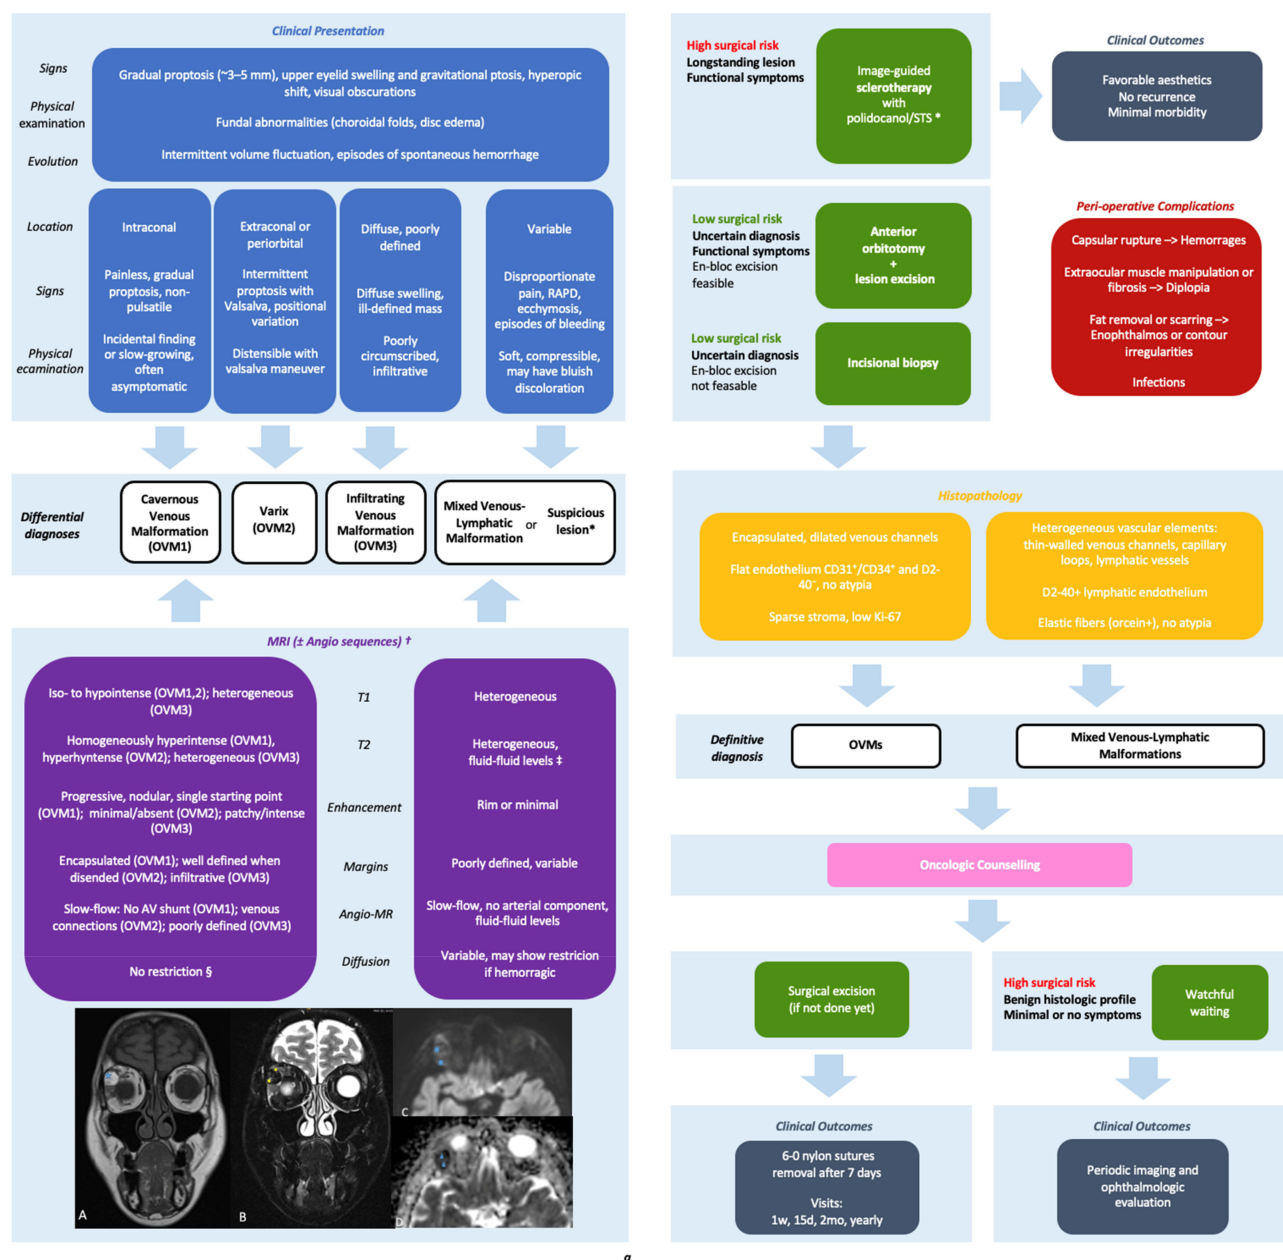 Clinical Presentation
Signs
Physical
examination
Evolution
Gradual proptosis (~3–5 mm), upper eyelid swelling and gravitational ptosis, hyperopic
shift, visual obscurations
Fundal abnormalities (choroidal folds, disc edema)
Intermittent volume fluctuation, episodes of spontaneous hemorrhage
Location
Signs
Physical
ecamination
Intraconal
Painless, gradual
proptosis, non-
pulsatile
Incidental finding
or slow-growing,
often
asymptomatic
Extraconal or
periorbital
Intermittent
proptosis with
Valsalva, positional
variation
Distensible with
valsalva maneuver
Diffuse, poorly
defined
Diffuse swelling,
ill-defined mass
Poorly
circumscribed,
infiltrative
Variable
Disproportionate
pain, RAPD,
ecchymosis,
episodes of bleeding
Soft, compressible,
may have bluish
discoloration
Differential
diagnoses
Cavernous
Venous
Malformation
(OVM1)
Varix
(OVM2)
Infiltrating
Venous
Malformation
(OVM3)
Mixed Venous-
Lymphatic
Malformation
or
Suspicious
lesion*
MRI (± Angio sequences) †
Iso- to hypointense (OVM1,2); heterogeneous
(OVM3)
T1
Heterogeneous
Homogeneously hyperintense (OVM1),
hyperhyntense (OVM2); heterogeneous (OVM3)
T2
Heterogeneous,
fluid-fluid levels ‡
Progressive, nodular, single starting point
(OVM1); minimal/absent (OVM2); patchy/intense
(OVM3)
Enhancement
Rim or minimal
Encapsulated (OVM1); well defined when
disended (OVM2); infiltrative (OVM3)
Margins
Poorly defined, variable
Slow-flow: No AV shunt (OVM1); venous
connections (OVM2); poorly defined (OVM3)
Angio-MR
Slow-flow, no arterial component,
fluid-fluid levels
No restriction §
Diffusion
Variable, may show restricion
if hemorragic
A
B
C
D
High surgical risk
Longstanding lesion
Functional symptoms
Image-guided
sclerotherapy
with
polidocanol/STS *
Clinical Outcomes
Favorable aesthetics
No recurrence
Minimal morbidity
Low surgical risk
Uncertain diagnosis
Functional symptoms
En-bloc excision
feasible
Anterior
orbitotomy
+
lesion excision
Low surgical risk
Uncertain diagnosis
En-bloc excision
not feasable
Incisional biopsy
Peri-operative Complications
Capsular rupture —> Hemorrages
Extraocular muscle manipulation or
fibrosis —> Diplopia
Fat removal or scarring —>
Enophthalmos or contour
irregularities
Infections
Histopathology
Encapsulated, dilated venous channels
Flat endothelium CD31⁺/CD34⁺ and D2-
40⁻, no atypia
Sparse stroma, low Ki-67
Heterogeneous vascular elements:
thin-walled venous channels, capillary
loops, lymphatic vessels
D2-40+ lymphatic endothelium
Elastic fibers (orcein+), no atypia
Definitive
diagnosis
OVMs
Mixed Venous-Lymphatic
Malformations
Oncologic Counselling
Surgical excision
(if not done yet)
High surgical risk
Benign histologic profile
Minimal or no symptoms
Watchful
waiting
Clinical Outcomes
6-0 nylon sutures
removal after 7 days
Visits:
1w, 15d, 2mo, yearly
Clinical Outcomes
Periodic imaging and
ophthalmologic
evaluation
a